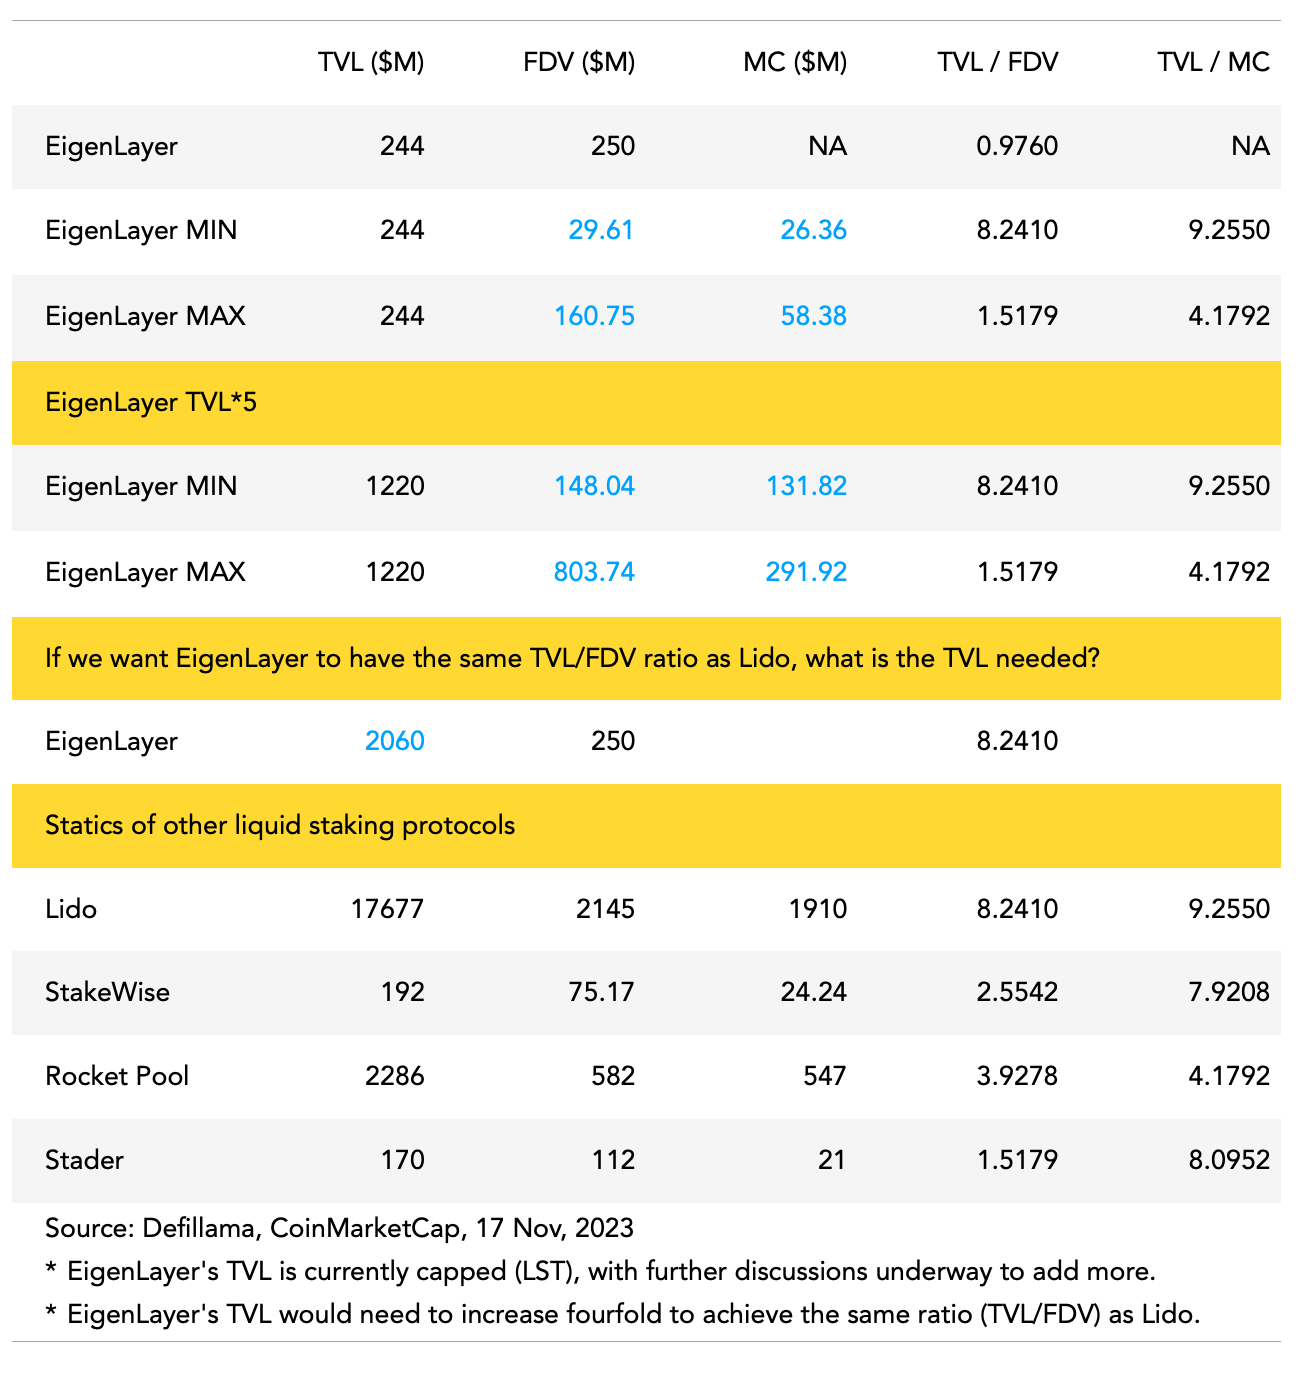 TVL ($M) FDV ($M) MC ($M) TVL / FDV TVL / MC
EigenLayer 244 250 NA 0.9760 NA
EigenLayer MIN 244 29.61 26.36 8.2410 9.2550
EigenLayer MAX 244 160.75 58.38 1.5179 4.1792
EigenLayer TVL*5
EigenLayer MIN 1220 148.04 131.82 8.2410 9.2550
EigenLayer MAX 1220 803.74 291.92 1.5179 4.1792
If we want EigenLayer to have the same TVL/FDV ratio as Lido, what is the TVL needed?
EigenLayer 2060 250 8.2410
Statics of other liquid staking protocols
Lido 17677 2145 1910 8.2410 9.2550
StakeWise 192 75.17 24.24 2.5542 7.9208
Rocket Pool 2286 582 547 3.9278 4.1792
Stader 170 112 21 1.5179 8.0952
Source: Defillama, CoinMarketCap, 17 Nov, 2023
* EigenLayer's TVL is currently capped (LST), with further discussions underway to add more.
* EigenLayer's TVL would need to increase fourfold to achieve the same ratio (TVL/FDV) as Lido.